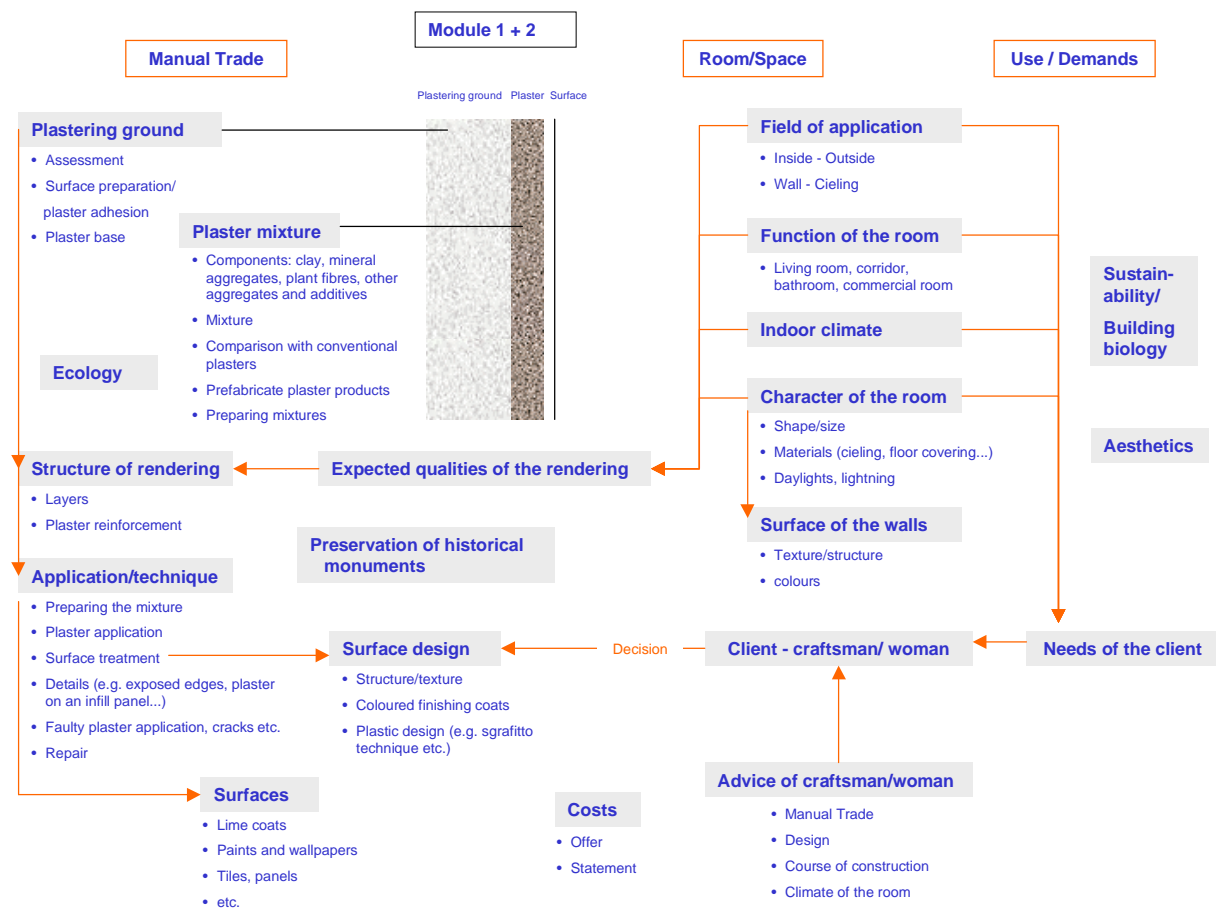 Module 1 + 2
Manual Trade
Room/Space
Use / Demands
Plastering ground
Plaster
Surface
Plastering ground
• Assessment
• Surface preparation/
plaster adhesion
• Plaster base
Plaster mixture
• Components: clay, mineral
aggregates, plant fibres, other
aggregates and additives
• Mixture
• Comparison with conventional
plasters
• Prefabricate plaster products
• Preparing mixtures
Ecology
Field of application
• Inside - Outside
• Wall - Cieling
Function of the room
• Living room, corridor,
bathroom, commercial room
Indoor climate
Character of the room
• Shape/size
• Materials (cieling, floor covering...)
• Daylights, lightning
Sustain-
ability/
Building
biology
Aesthetics
Structure of rendering
• Layers
• Plaster reinforcement
Expected qualities of the rendering
Surface of the walls
• Texture/structure
• colours
Preservation of historical
monuments
Application/technique
• Preparing the mixture
• Plaster application
• Surface treatment
• Details (e.g. exposed edges, plaster
on an infill panel...)
• Faulty plaster application, cracks etc.
• Repair
Surface design
• Structure/texture
• Coloured finishing coats
• Plastic design (e.g. sgrafitto
technique etc.)
Decision
Client - craftsman/ woman
Needs of the client
Surfaces
• Lime coats
• Paints and wallpapers
• Tiles, panels
• etc.
Costs
• Offer
• Statement
Advice of craftsman/woman
• Manual Trade
• Design
• Course of construction
• Climate of the room